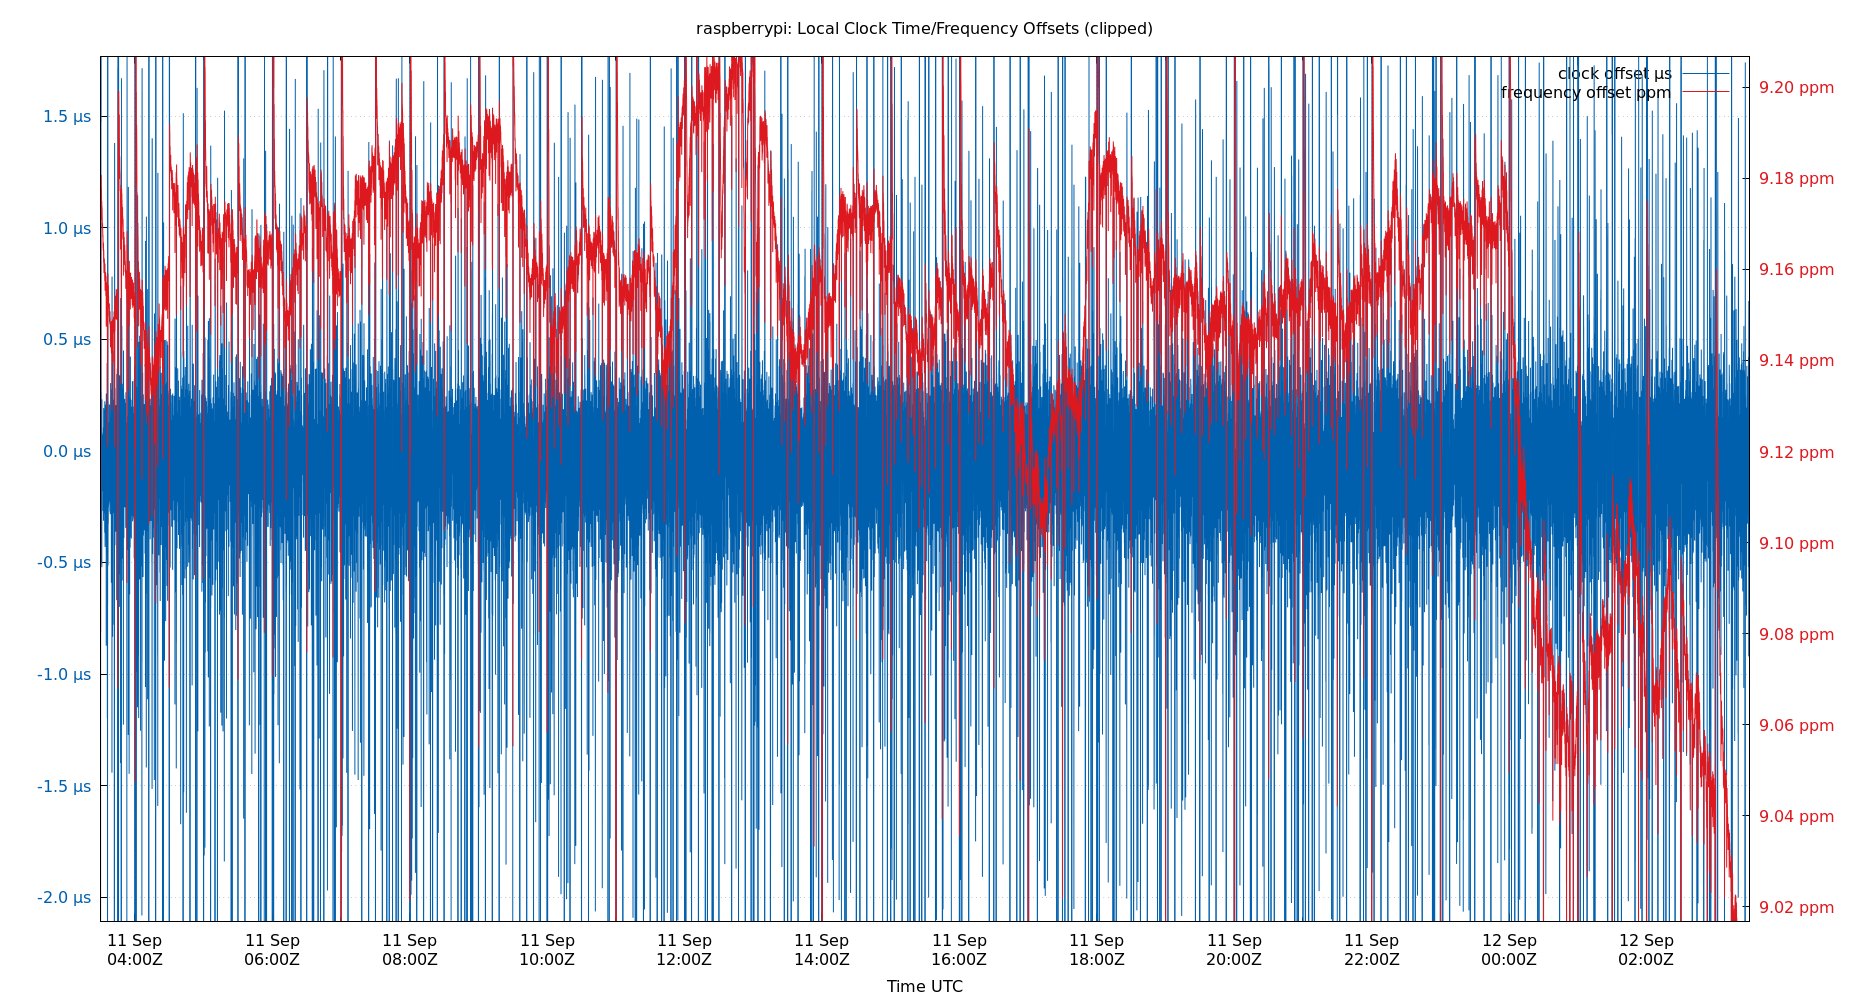 raspberrypi: Local Clock Time/Frequency Offsets (clipped)
clock offset µs
frequency offset ppm
1.5 µs
1.0 µs
0.5 µs
0.0 µs
-0.5 µs
-1.0 µs
-1.5 µs
-2.0 µs
9.20 ppm
9.18 ppm
9.16 ppm
9.14 ppm
9.12 ppm
9.10 ppm
9.08 ppm
9.06 ppm
9.04 ppm
9.02 ppm
11 Sep 11 Sep 11 Sep 11 Sep 11 Sep 11 Sep 11 Sep 11 Sep 11 Sep 11 Sep 12 Sep 12 Sep
04:00Z 06:00Z 08:00Z 10:00Z 12:00Z 14:00Z 16:00Z 18:00Z 20:00Z 22:00Z 00:00Z 02:00Z
Time UTC